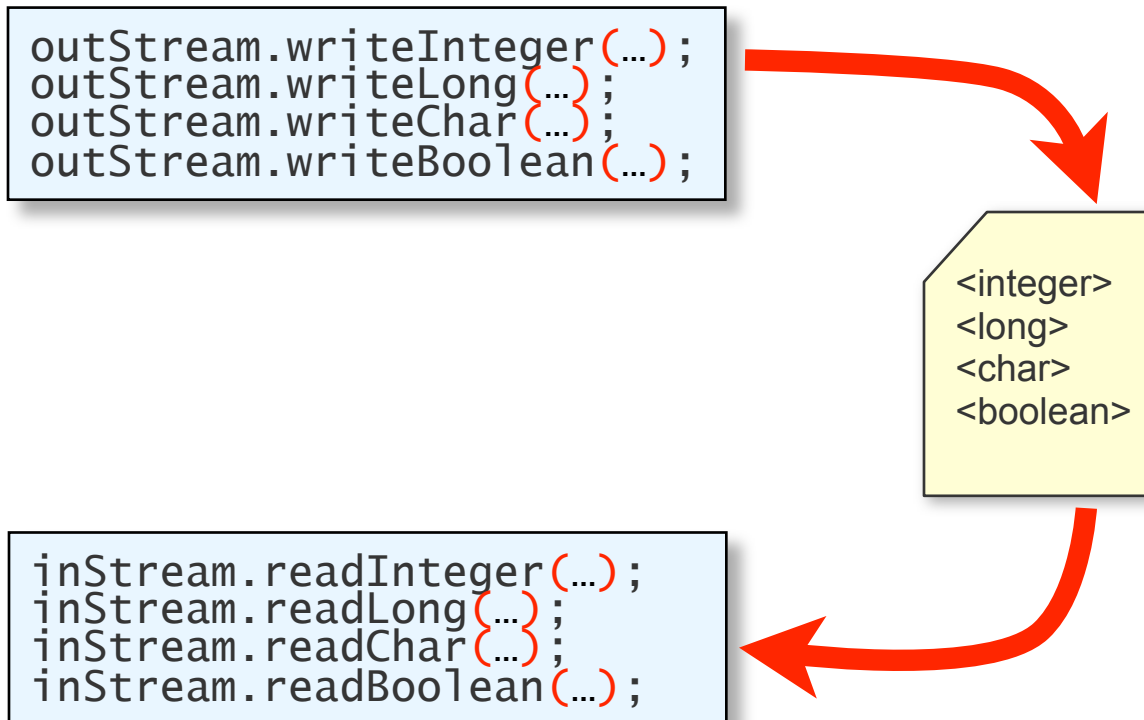 outStream.writeInteger(…);
outStream.writeLong(…);
outStream.writeChar(…);
outStream.writeBoolean(…);
<integer>
<long>
<char>
<boolean>
inStream.readInteger(…);
inStream.readLong(…);
inStream.readChar(…);
inStream.readBoolean(…);